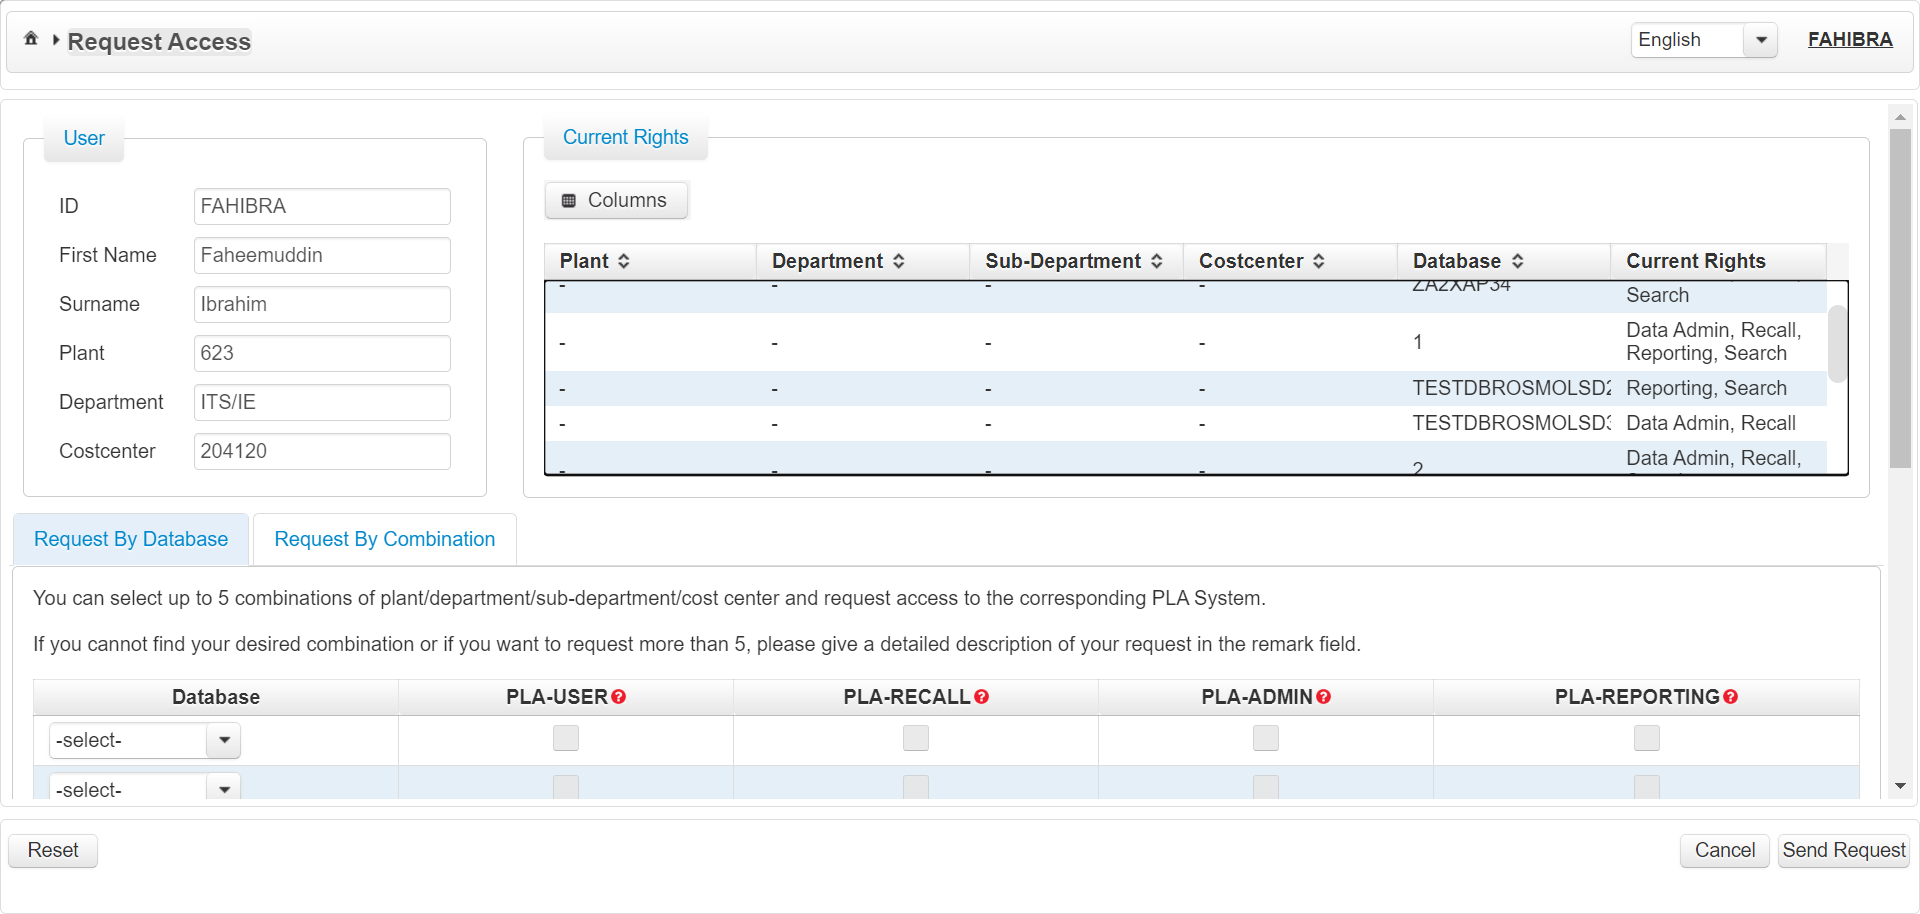 Request Access
English
FAHIBRA
User
ID FAHIBRA
First Name Faheemuddin
Surname Ibrahim
Plant 623
Department ITS/IE
Costcenter 204120
Current Rights
Columns
Plant Department Sub-Department Costcenter Database Current Rights
- - - - ZA2XAP34 Search
- - - - 1 Data Admin, Recall,
Reporting, Search
- - - - TESTDBROSMOLSD2 Reporting, Search
- - - - TESTDBROSMOLSD3 Data Admin, Recall
- - - - 2 Data Admin, Recall,
Request By Database Request By Combination
You can select up to 5 combinations of plant/department/sub-department/cost center and request access to the corresponding PLA System.
If you cannot find your desired combination or if you want to request more than 5, please give a detailed description of your request in the remark field.
Database PLA-USER? PLA-RECALL? PLA-ADMIN? PLA-REPORTING?
-select-
-select-
Reset Cancel Send Request